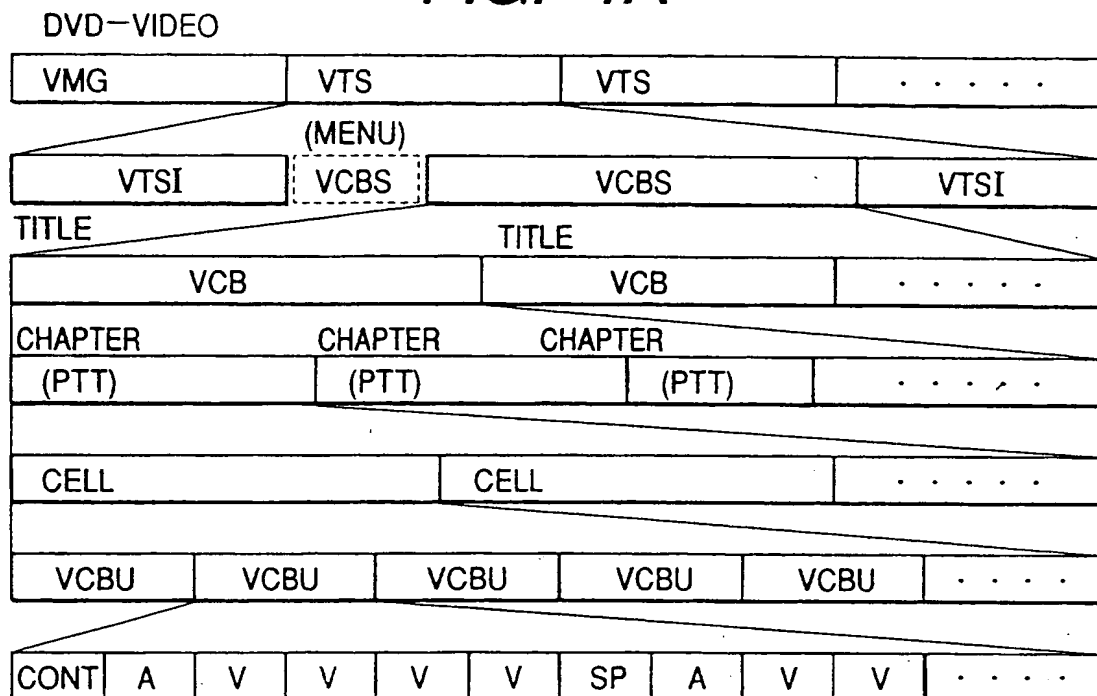 DVD-VIDEO
VMG VTS VTS . . . . .
(MENU)
VTSI VCBS VCBS VTSI
TITLE TITLE
VCB VCB . . . . .
CHAPTER CHAPTER CHAPTER
(PTT) (PTT) (PTT) . . . . .
CELL CELL . . . . .
VCBU VCBU VCBU VCBU VCBU . . . .
CONT A V V V V SP A V V . . . .